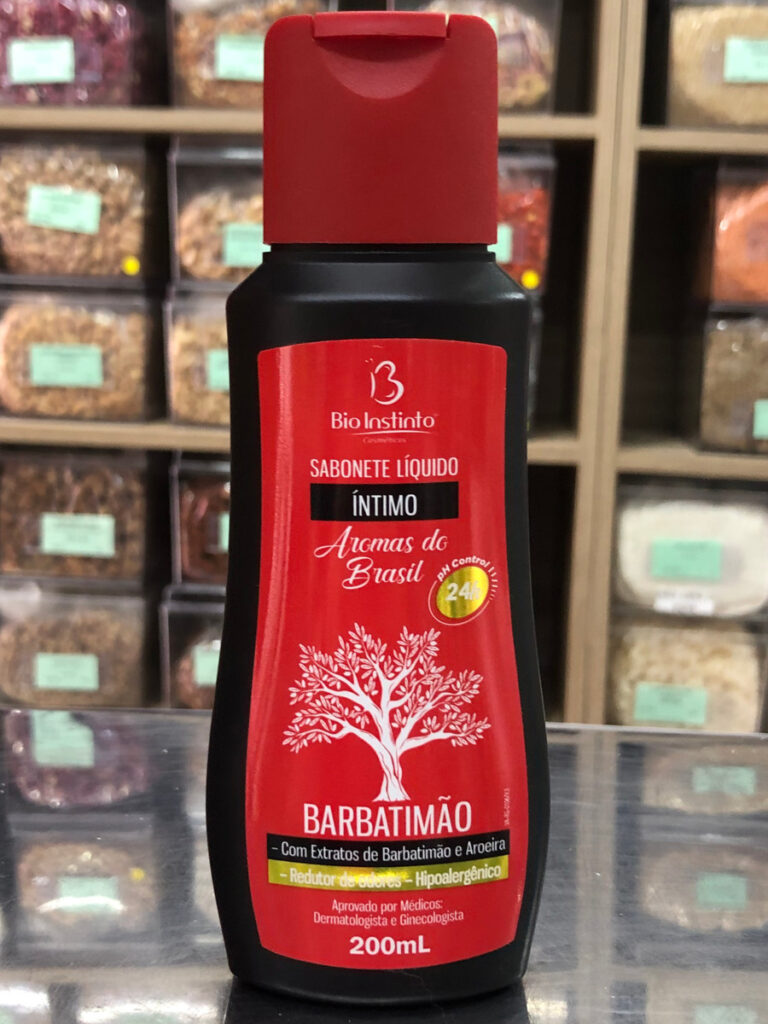 Bio Instinto
Cosméticos
SABONETE LÍQUIDO
ÍNTIMO
Aromas do
Brasil
pH Control
24h
BARBATIMÃO
- Com Extratos de Barbatimão e Aroeira
- Redutor de odores - Hipoalergênico
Aprovado por Médicos:
Dermatologista e Ginecologista
200mL